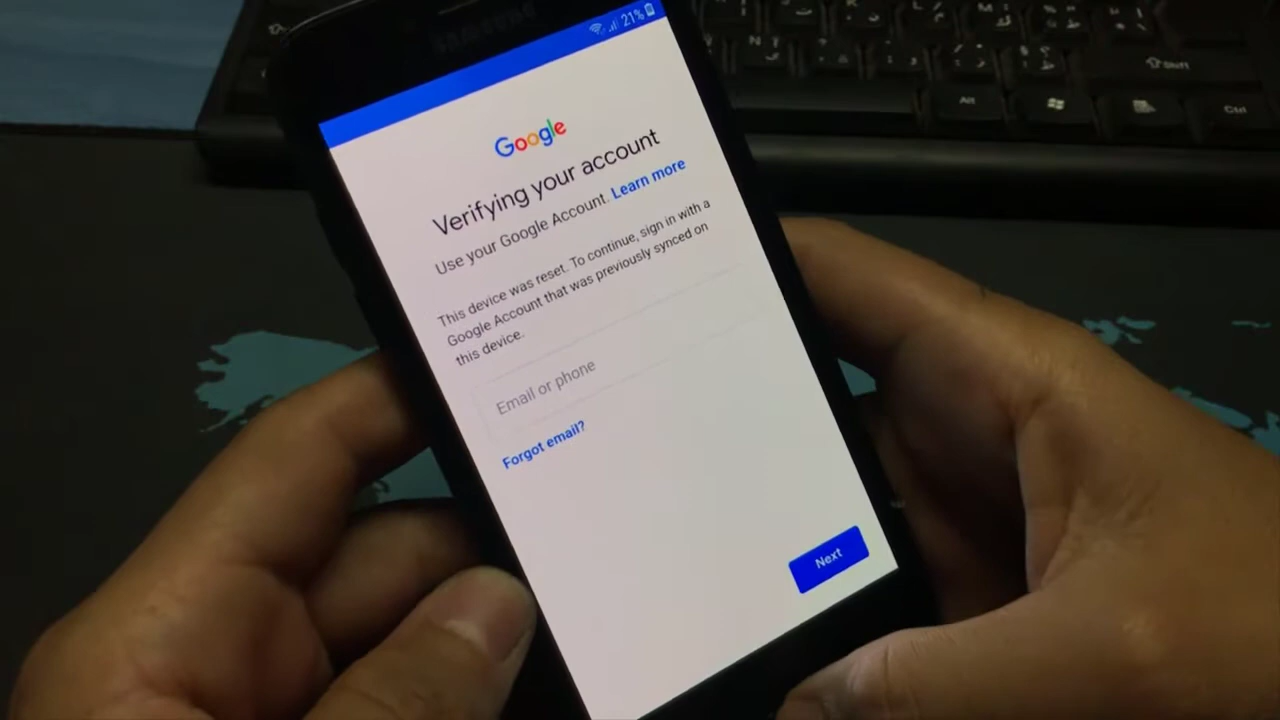 SAMSUNG
21%
Google
Verifying your account
Use your Google Account. Learn more
This device was reset. To continue, sign in with a
Google Account that was previously synced on
this device.
Email or phone
Forgot email?
Next
Shift
Alt
Ctrl